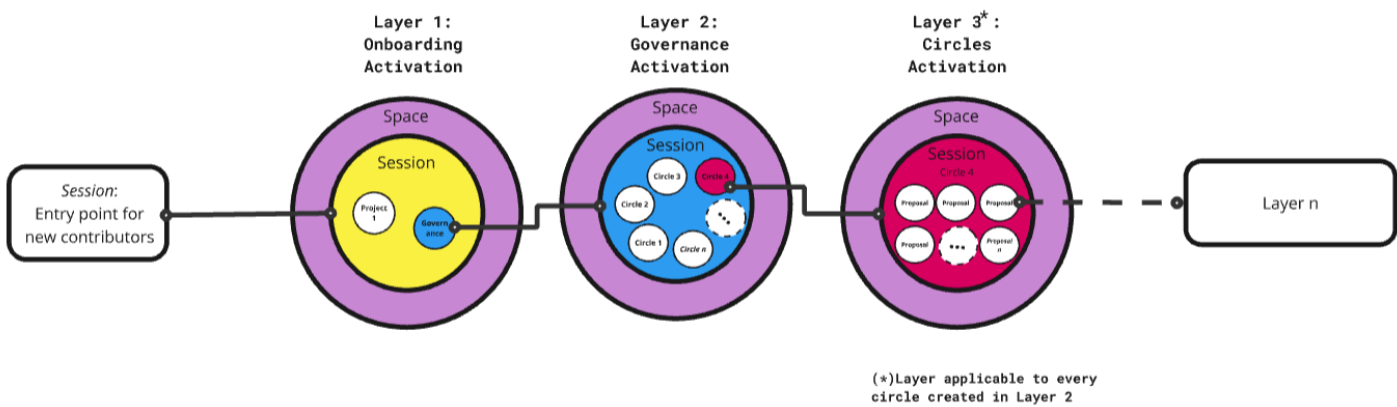 Layer 1:
Onboarding
Activation
Layer 2:
Governance
Activation
Layer 3*:
Circles
Activation
Session:
Entry point for
new contributors
Space
Session
Project
1
Govern
ance
Space
Session
Circle 3
Circle 4
Circle 2
...
Circle 1
Circle n
Space
Session
Circle 4
Proposal
Proposal
Proposal
Proposal
...
Proposal
n
Layer n
(*)Layer applicable to every
circle created in Layer 2